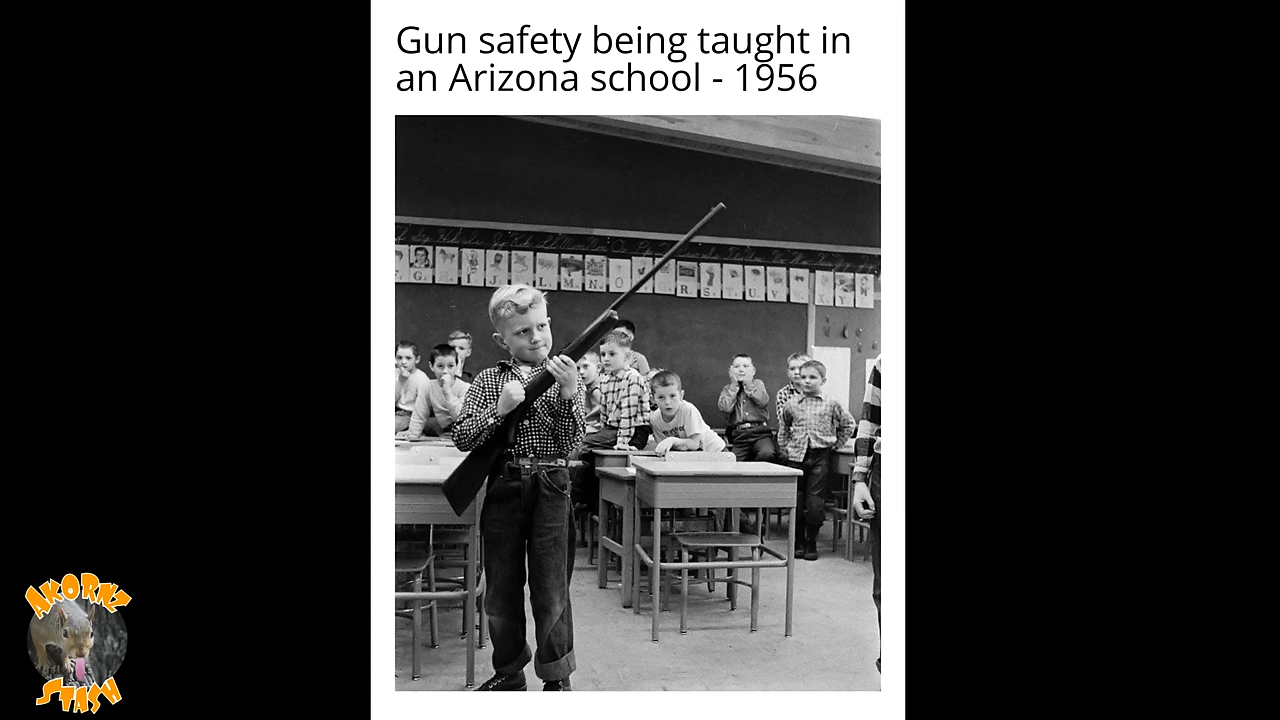 Gun safety being taught in
an Arizona school - 1956
G H I J L M N O R S T U V X Y
AKORNZ
STASH